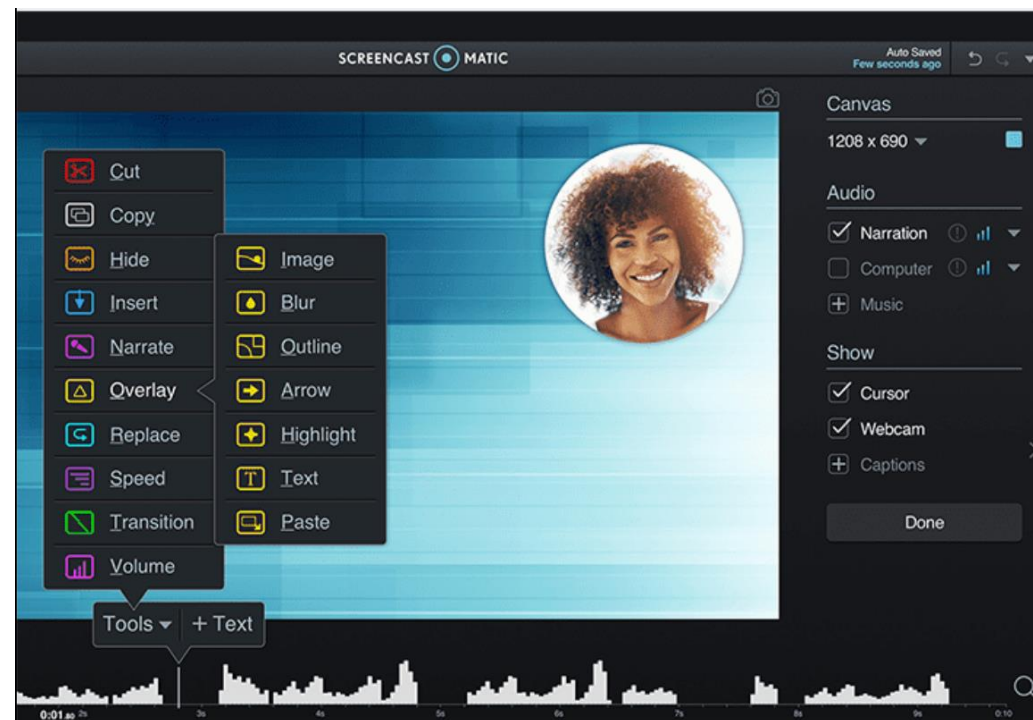 SCREENCAST MATIC
Auto Saved
Few seconds ago
Canvas
1208 x 690
Audio
Narration
Computer
Music
Show
Cursor
Webcam
Captions
Done
Cut
Copy
Hide
Insert
Narrate
Overlay
Replace
Speed
Transition
Volume
Image
Blur
Outline
Arrow
Highlight
Text
Paste
Tools + Text
0:01.80 2s 3s 4s 5s 6s 7s 8s 9s 0:10